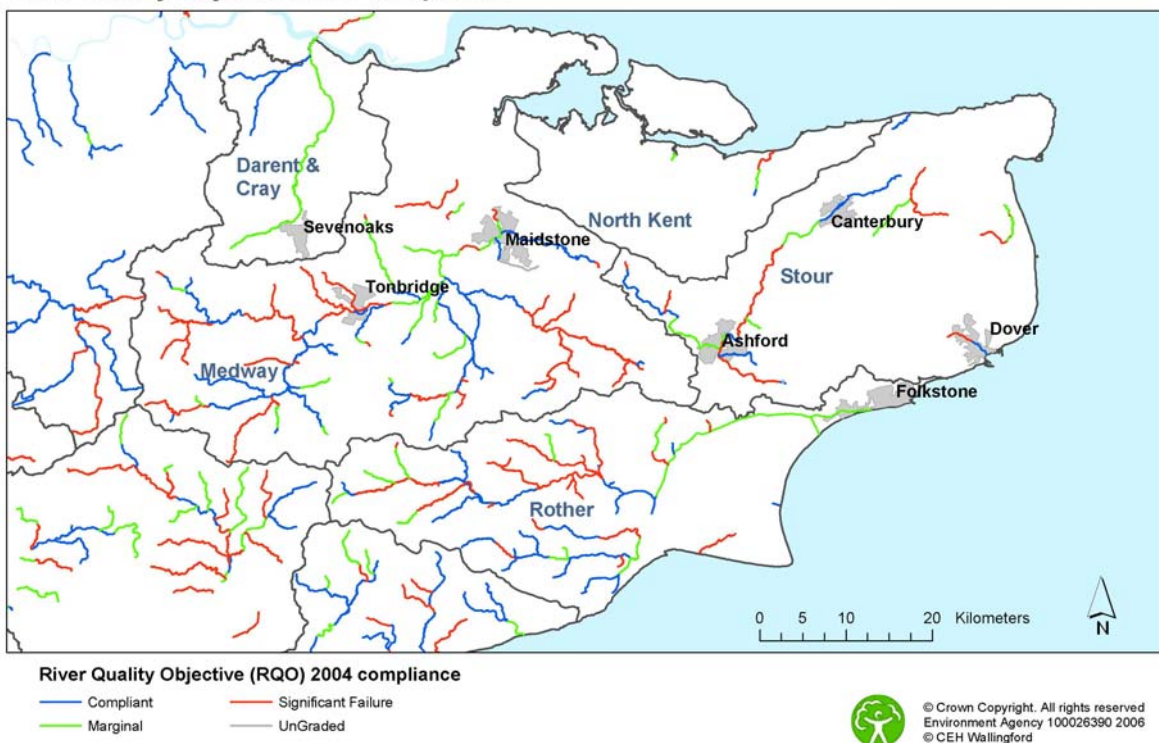 Darent &
Cray
Sevenoaks
Maidstone
North Kent
Canterbury
Stour
Tonbridge
Ashford
Dover
Medway
Folkstone
Rother
0 5 10 20 Kilometers
N
River Quality Objective (RQO) 2004 compliance
Compliant
Significant Failure
Marginal
UnGraded
© Crown Copyright. All rights reserved
Environment Agency 100026390 2006
© CEH Wallingford